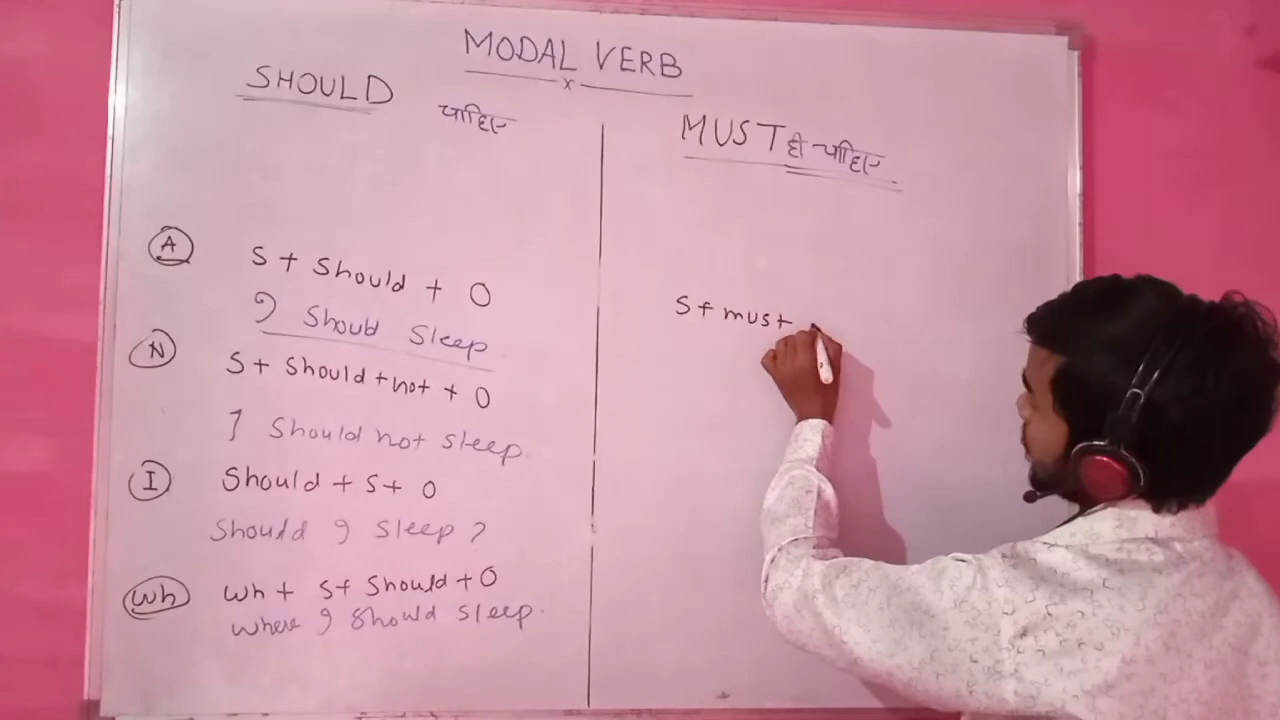 MODAL VERB
x
SHOULD चाहिए
(A) S + Should + O
I Should Sleep
(N) S + Should + not + O
I Should not sleep.
(I) Should + S + O
Should I Sleep ?
(Wh) Wh + S + Should + O
Where I Should Sleep.
MUST ही चाहिए
S + must